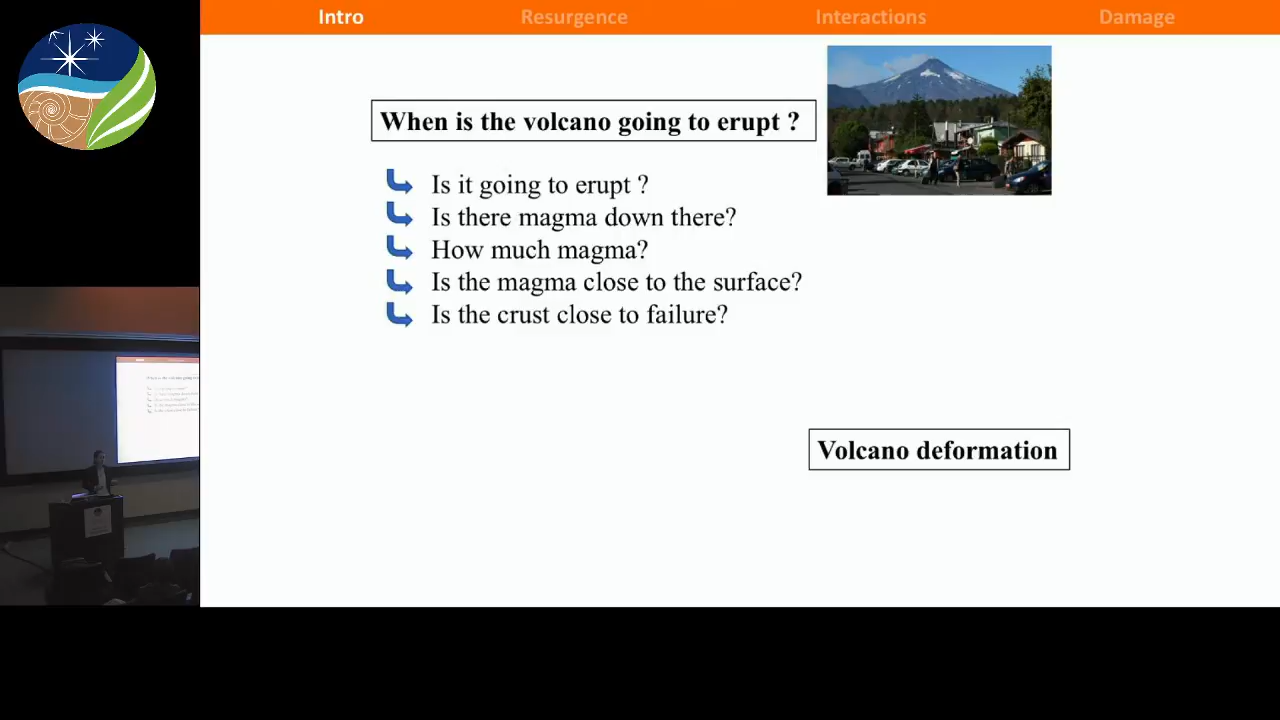 Intro Resurgence Interactions Damage
When is the volcano going to erupt ?
Is it going to erupt ?
Is there magma down there?
How much magma?
Is the magma close to the surface?
Is the crust close to failure?
Volcano deformation